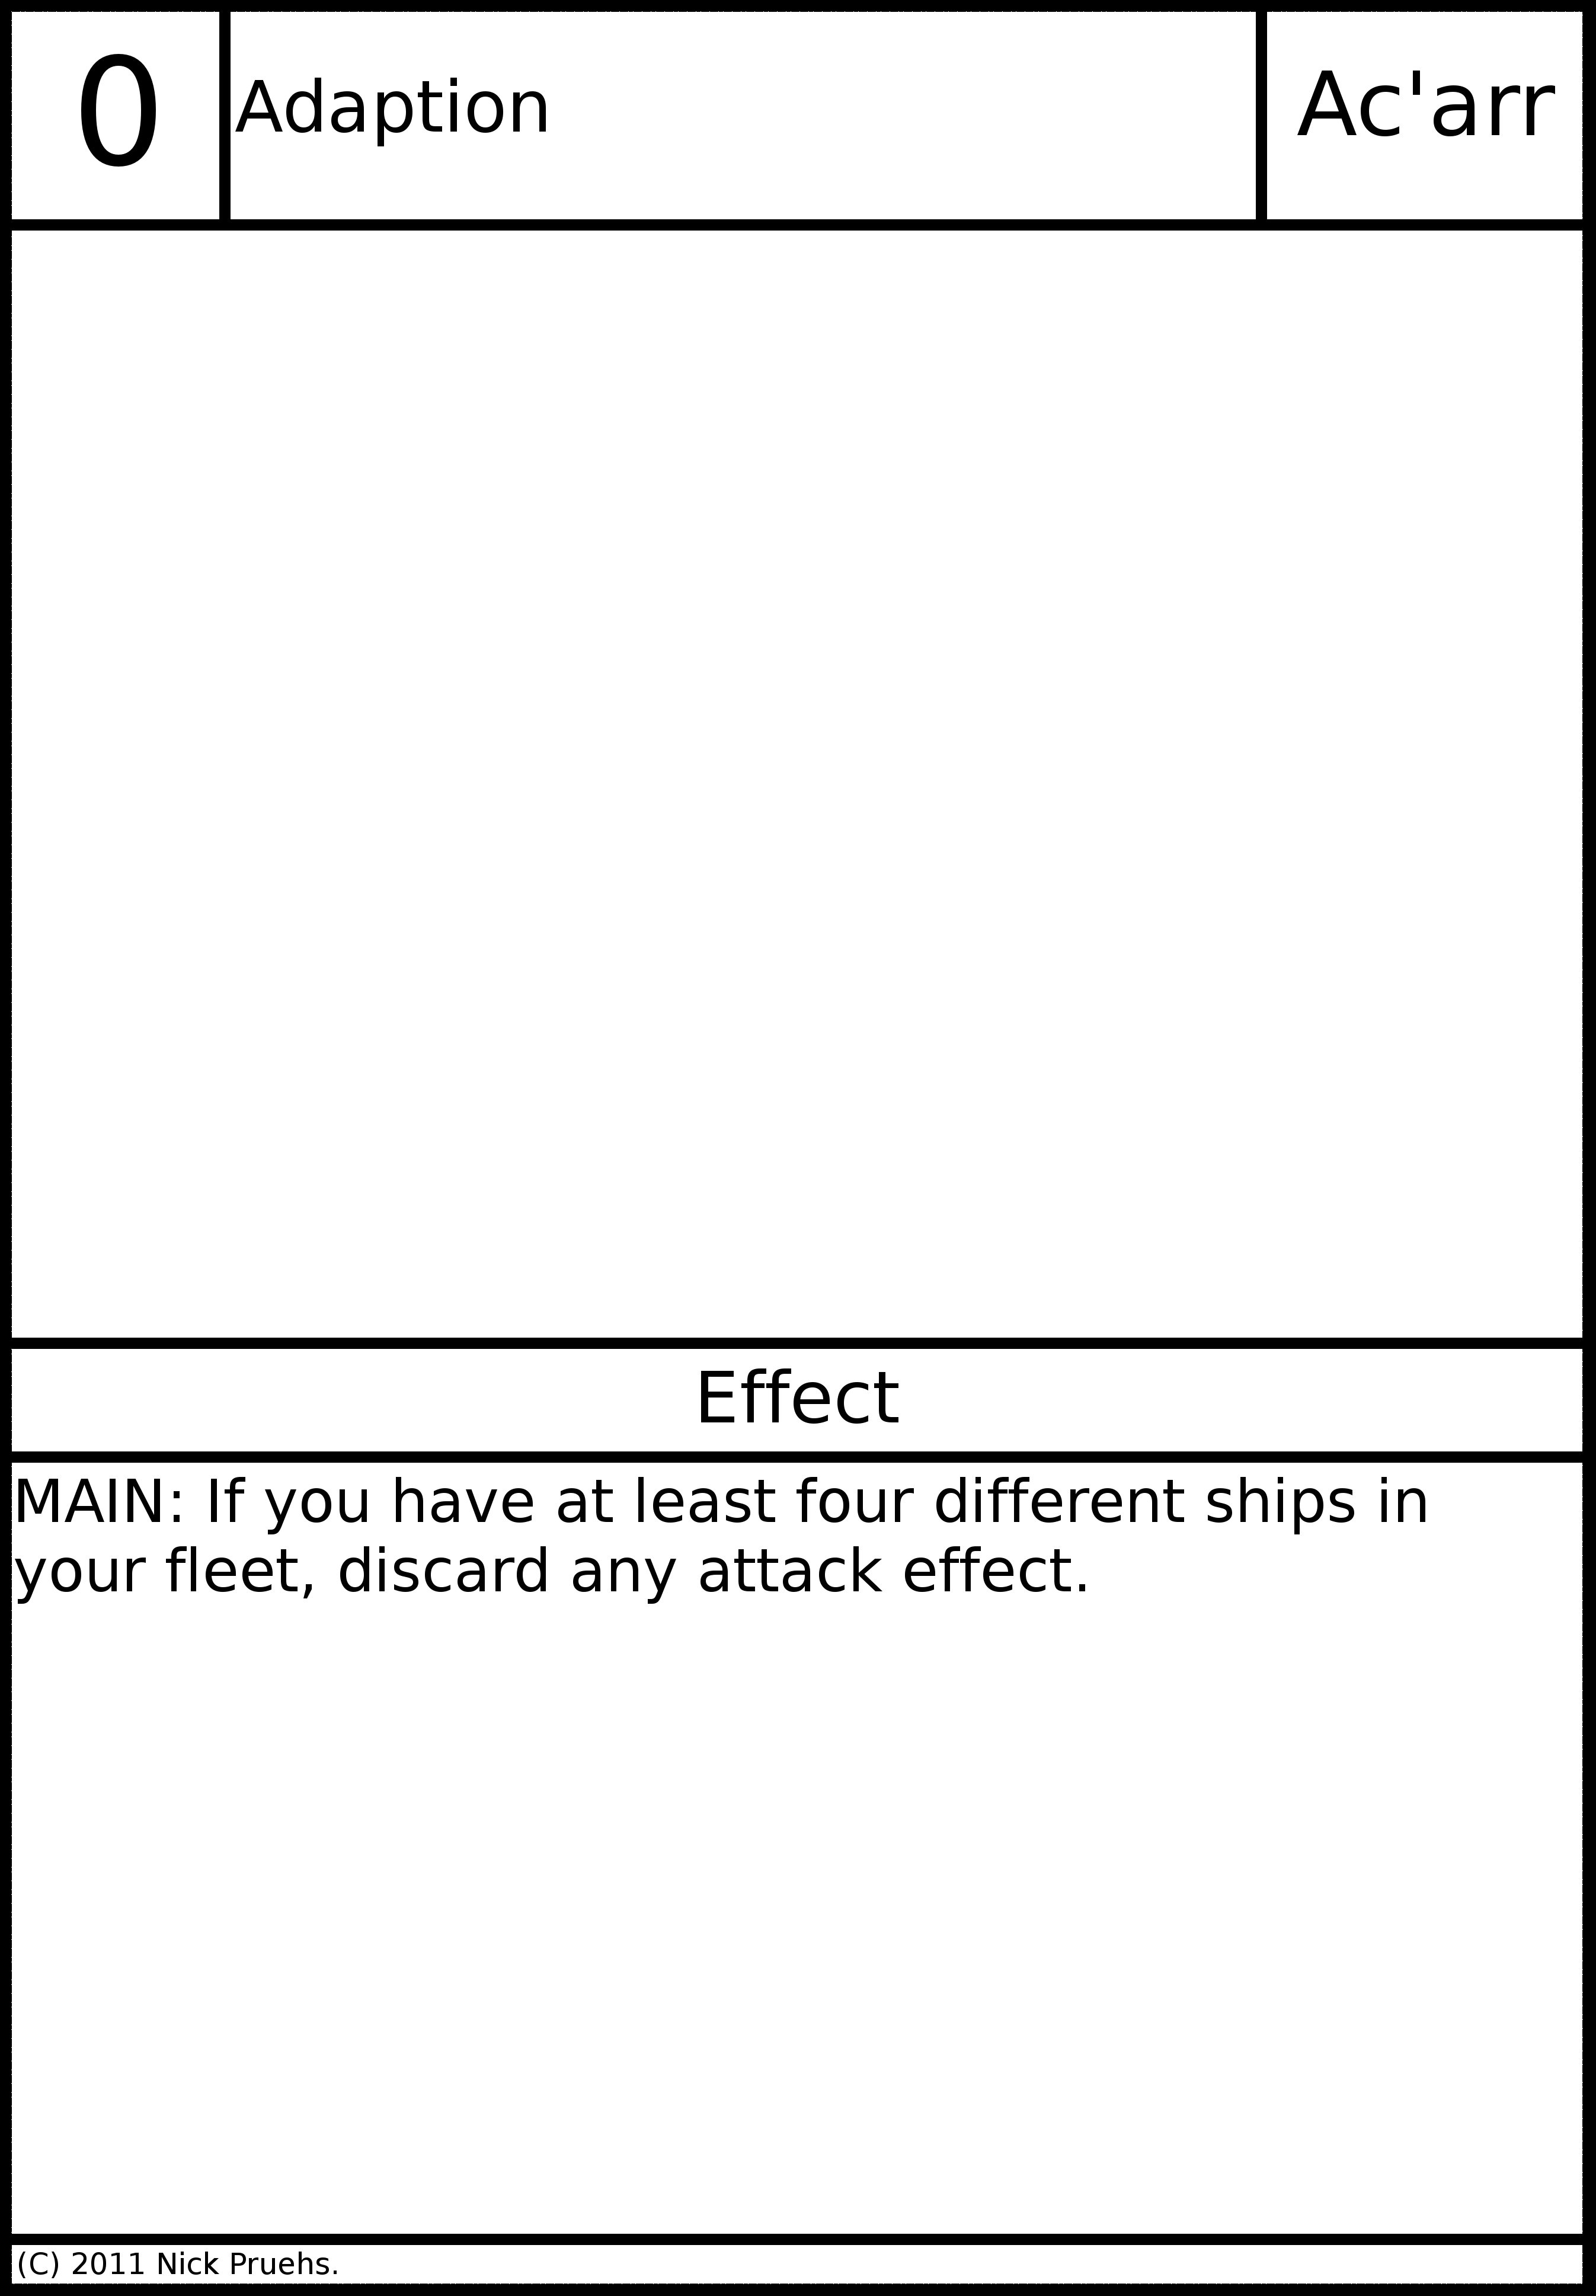 0
Adaption
Ac'arr
Effect
MAIN: If you have at least four different ships in
your fleet, discard any attack effect.
(C) 2011 Nick Pruehs.